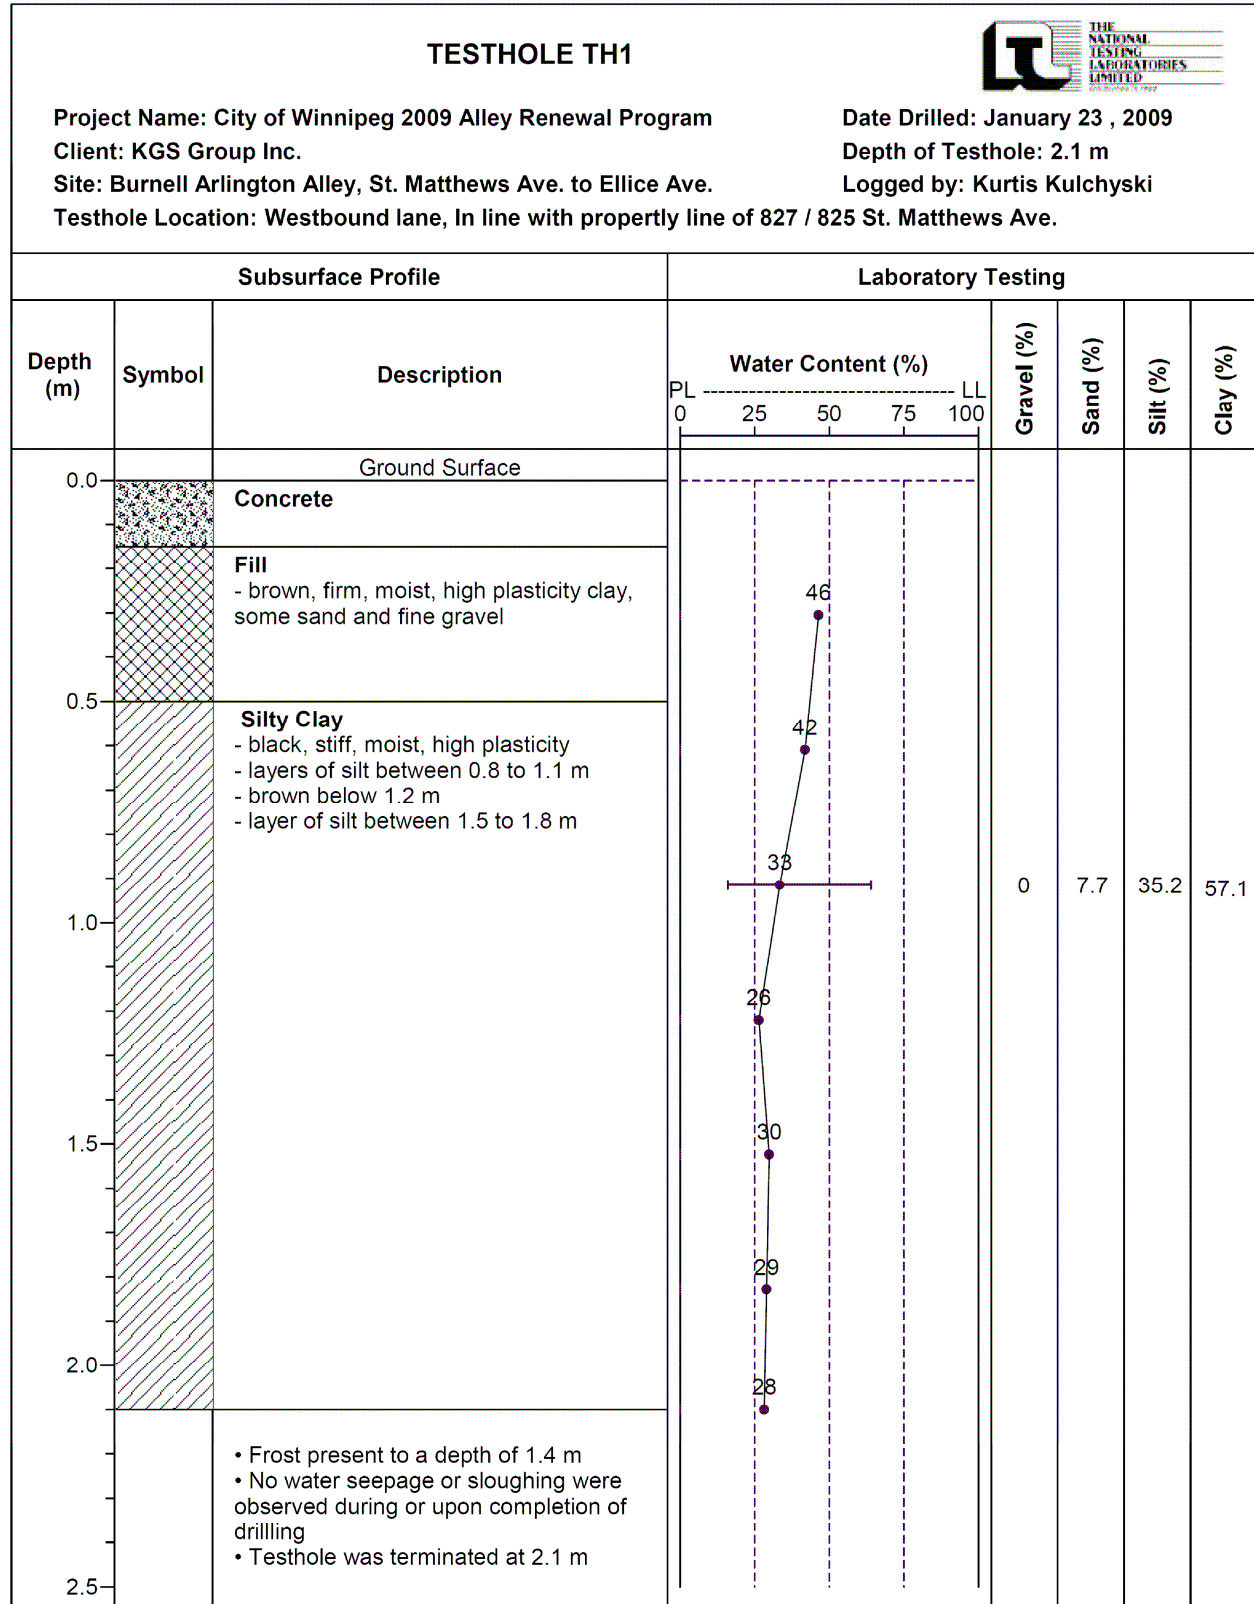 TESTHOLE TH1
THE
NATIONAL
TESTING
LABORATORIES
LIMITED
Project Name: City of Winnipeg 2009 Alley Renewal Program
Date Drilled: January 23 , 2009
Client: KGS Group Inc.
Depth of Testhole: 2.1 m
Site: Burnell Arlington Alley, St. Matthews Ave. to Ellice Ave.
Logged by: Kurtis Kulchyski
Testhole Location: Westbound lane, In line with propertly line of 827 / 825 St. Matthews Ave.
Subsurface Profile
Laboratory Testing
Depth
(m)
Symbol
Description
Water Content (%)
PL ---------------------------------------- LL
0 25 50 75 100
Gravel (%)
Sand (%)
Silt (%)
Clay (%)
Ground Surface
0.0
Concrete
Fill
- brown, firm, moist, high plasticity clay,
some sand and fine gravel
46
0.5
Silty Clay
- black, stiff, moist, high plasticity
- layers of silt between 0.8 to 1.1 m
- brown below 1.2 m
- layer of silt between 1.5 to 1.8 m
42
33
0 7.7 35.2 57.1
1.0
26
1.5
30
29
2.0
28
• Frost present to a depth of 1.4 m
• No water seepage or sloughing were
observed during or upon completion of
drillling
• Testhole was terminated at 2.1 m
2.5